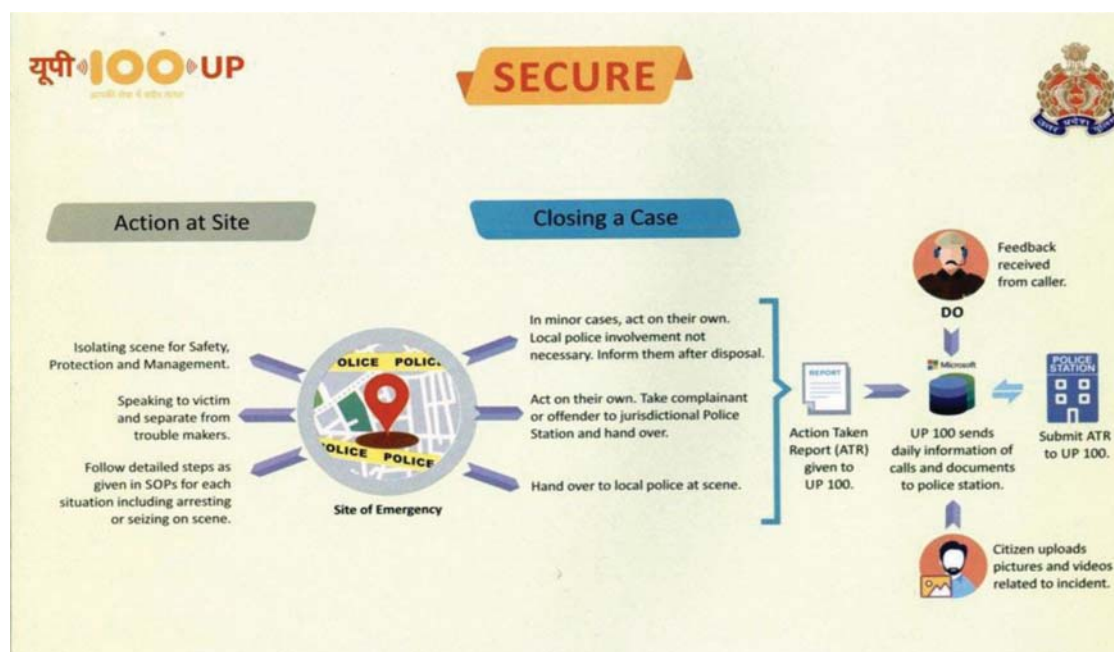 यूपी 100 UP
SECURE
उत्तर प्रदेश पुलिस
Action at Site
Isolating scene for Safety,
Protection and Management.
Speaking to victim
and separate from
trouble makers.
Follow detailed steps as
given in SOPs for each
situation including arresting
or seizing on scene.
OLICE POLIC
OLICE POLICE
Site of Emergency
Closing a Case
In minor cases, act on their own.
Local police involvement not
necessary. Inform them after disposal.
Act on their own. Take complainant
or offender to jurisdictional Police
Station and hand over.
Hand over to local police at scene.
REPORT
Action Taken
Report (ATR)
given to
UP 100.
Feedback
received
from caller.
DO
Microsoft
UP 100 sends
daily information of
calls and documents
to police station.
POLICE
STATION
Submit ATR
to UP 100.
Citizen uploads
pictures and videos
related to incident.